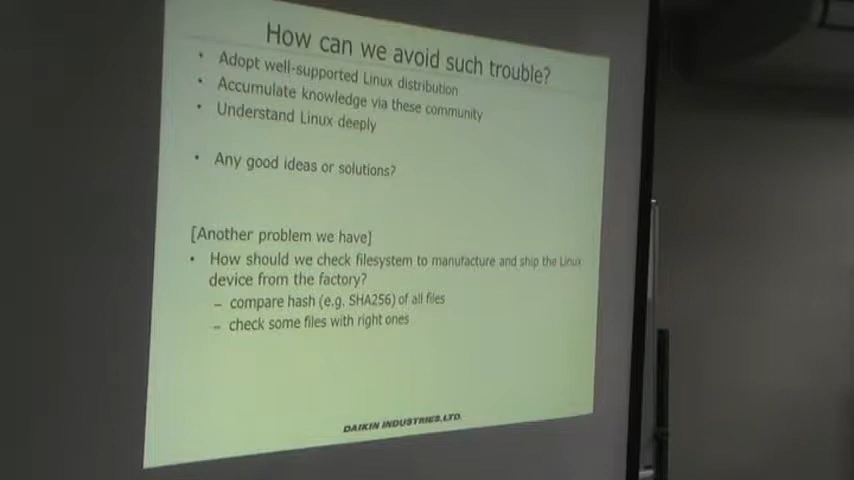 How can we avoid such trouble?
• Adopt well-supported Linux distribution
• Accumulate knowledge via these community
• Understand Linux deeply
• Any good ideas or solutions?
[Another problem we have]
• How should we check filesystem to manufacture and ship the Linux
device from the factory?
– compare hash (e.g. SHA256) of all files
– check some files with right ones
DAIKIN INDUSTRIES,LTD.